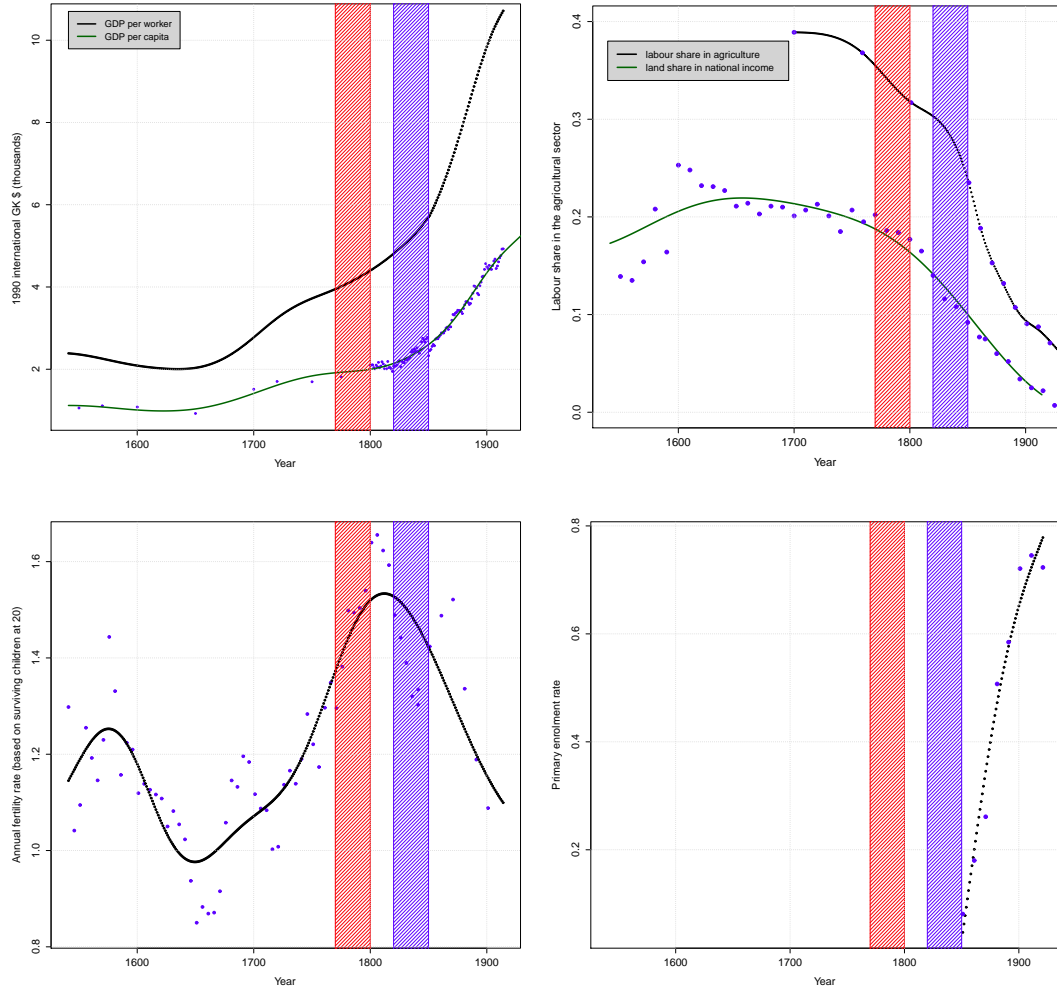 GDP per worker
GDP per capita
1990 international GK $ (thousands)
2
4
6
8
10
1600
1700
1800
1900
Year
labour share in agriculture
land share in national income
Labour share in the agricultural sector
0.0
0.1
0.2
0.3
0.4
1600
1700
1800
1900
Year
Annual fertility rate (based on surviving children at 20)
0.8
1.0
1.2
1.4
1.6
1600
1700
1800
1900
Year
Primary enrolment rate
0.2
0.4
0.6
0.8
1600
1700
1800
1900
Year